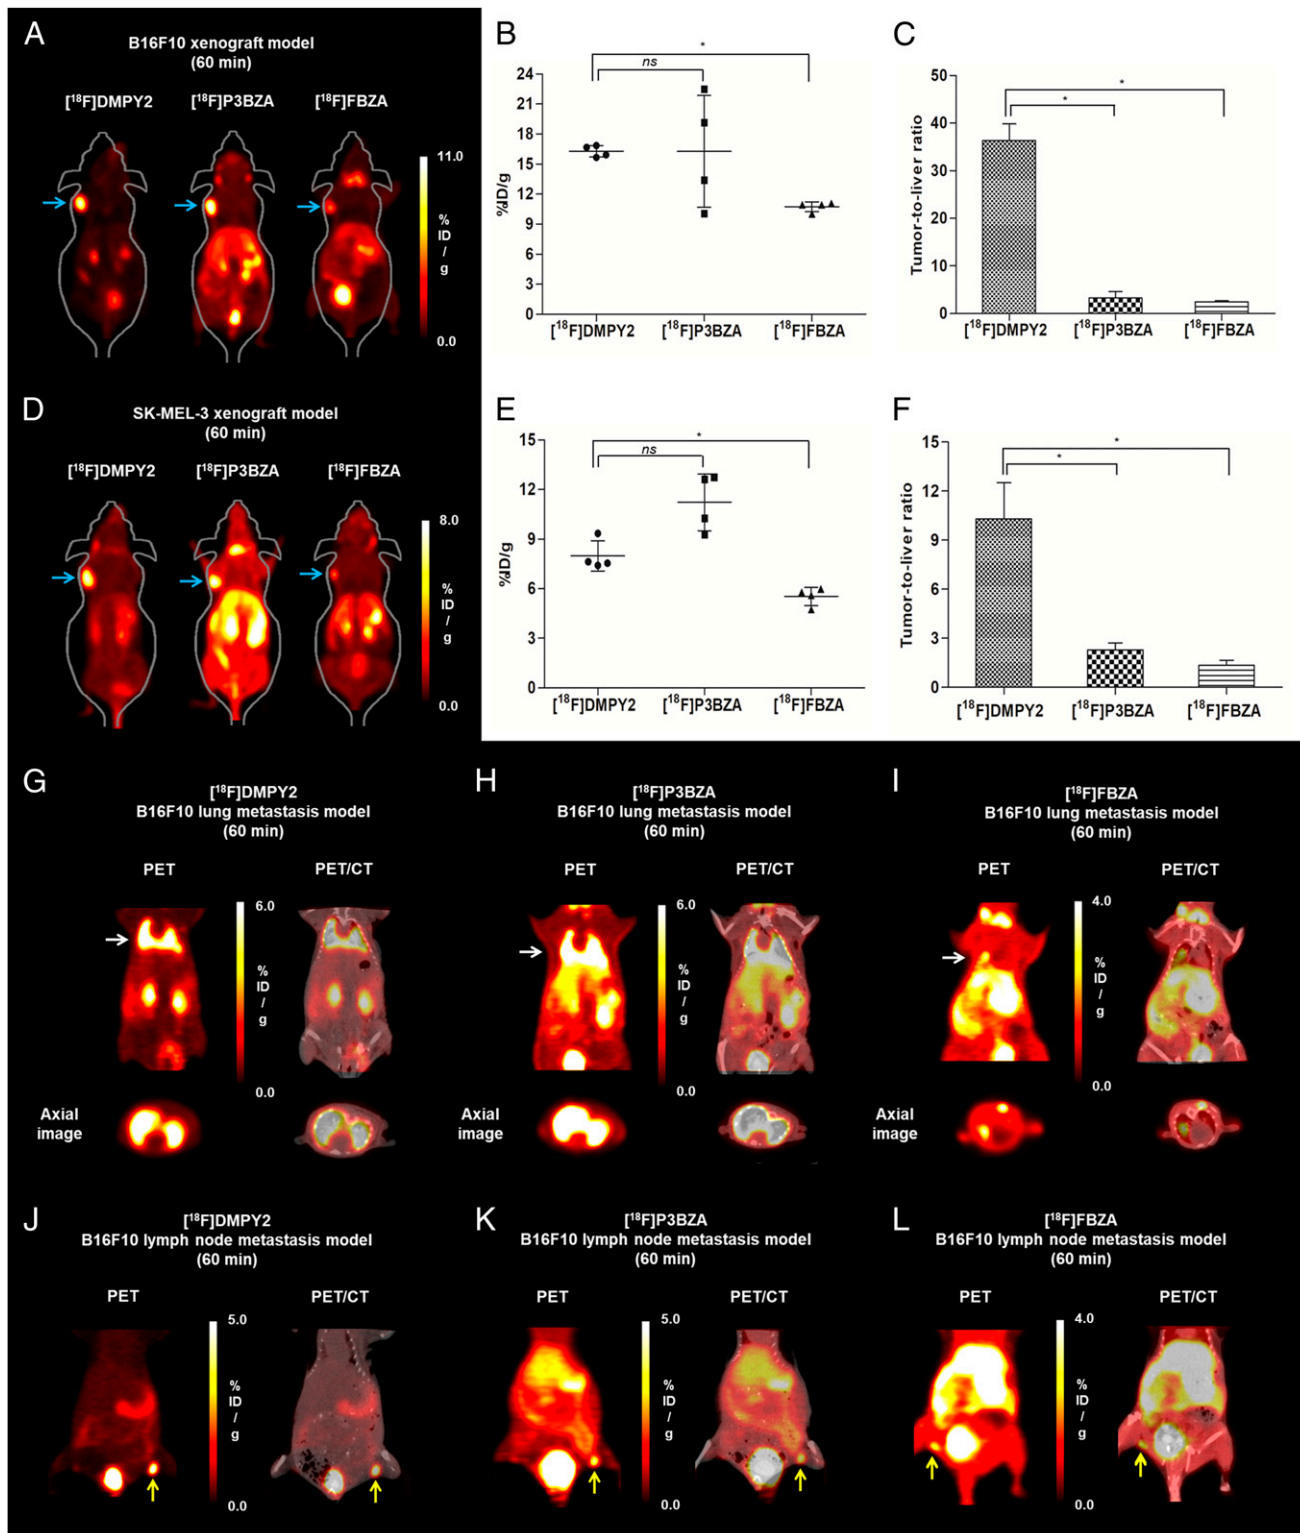 A
B16F10 xenograft model
(60 min)
[¹⁸F]DMPY2 [¹⁸F]P3BZA [¹⁸F]FBZA
11.0
%
ID
/
g
0.0
B
*
ns
24
21
18
15
12
9
6
3
0
%ID/g
[¹⁸F]DMPY2 [¹⁸F]P3BZA [¹⁸F]FBZA
C
*
*
50
40
30
20
10
0
Tumor-to-liver ratio
[¹⁸F]DMPY2 [¹⁸F]P3BZA [¹⁸F]FBZA
D
SK-MEL-3 xenograft model
(60 min)
[¹⁸F]DMPY2 [¹⁸F]P3BZA [¹⁸F]FBZA
8.0
%
ID
/
g
0.0
E
*
ns
15
12
9
6
3
0
%ID/g
[¹⁸F]DMPY2 [¹⁸F]P3BZA [¹⁸F]FBZA
F
*
*
15
12
9
6
3
0
Tumor-to-liver ratio
[¹⁸F]DMPY2 [¹⁸F]P3BZA [¹⁸F]FBZA
G
[¹⁸F]DMPY2
B16F10 lung metastasis model
(60 min)
PET PET/CT
6.0
%
ID
/
g
0.0
Axial
image
H
[¹⁸F]P3BZA
B16F10 lung metastasis model
(60 min)
PET PET/CT
6.0
%
ID
/
g
0.0
Axial
image
I
[¹⁸F]FBZA
B16F10 lung metastasis model
(60 min)
PET PET/CT
4.0
%
ID
/
g
0.0
Axial
image
J
[¹⁸F]DMPY2
B16F10 lymph node metastasis model
(60 min)
PET PET/CT
5.0
%
ID
/
g
0.0
K
[¹⁸F]P3BZA
B16F10 lymph node metastasis model
(60 min)
PET PET/CT
5.0
%
ID
/
g
0.0
L
[¹⁸F]FBZA
B16F10 lymph node metastasis model
(60 min)
PET PET/CT
4.0
%
ID
/
g
0.0